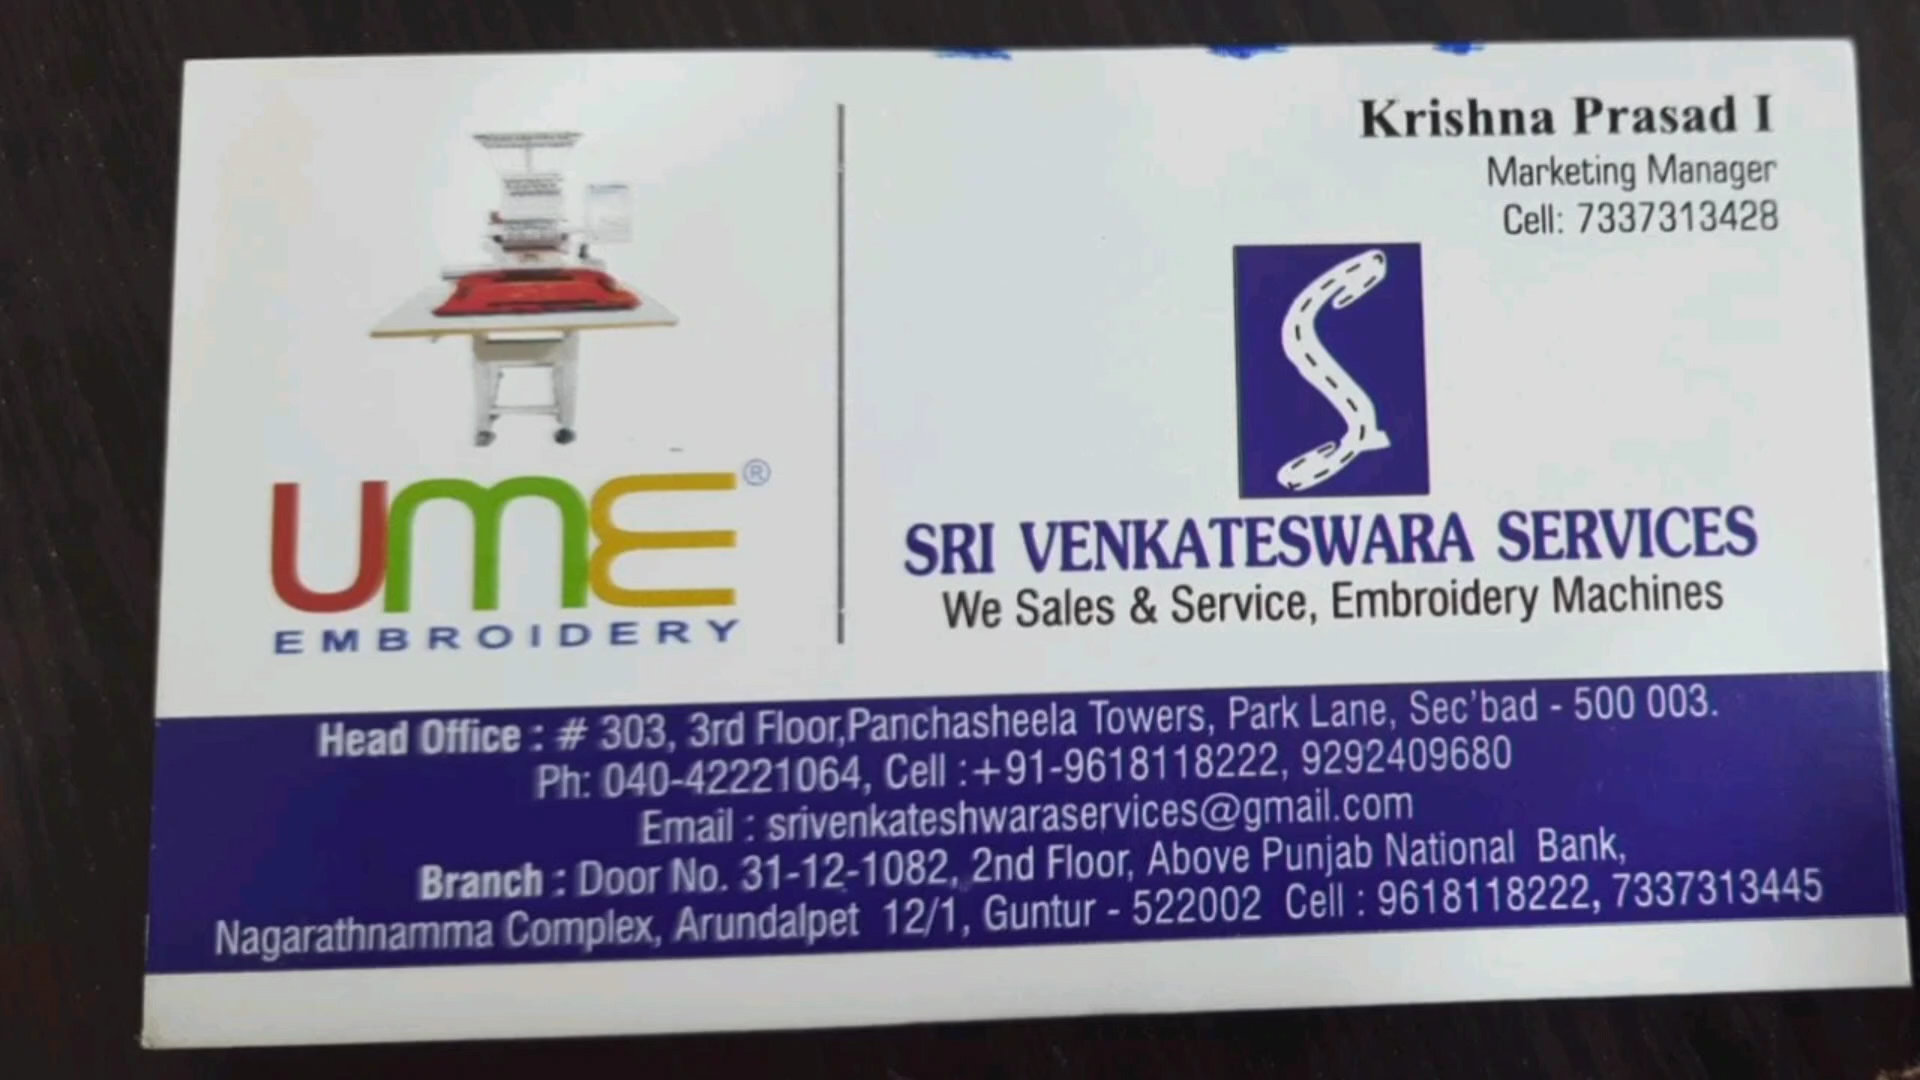 Krishna Prasad I
Marketing Manager
Cell: 7337313428
ume®
EMBROIDERY
SRI VENKATESWARA SERVICES
We Sales & Service, Embroidery Machines
Head Office : # 303, 3rd Floor,Panchasheela Towers, Park Lane, Sec'bad - 500 003.
Ph: 040-42221064, Cell :+91-9618118222, 9292409680
Email : srivenkateshwaraservices@gmail.com
Branch : Door No. 31-12-1082, 2nd Floor, Above Punjab National Bank,
Nagarathnamma Complex, Arundalpet 12/1, Guntur - 522002 Cell : 9618118222, 7337313445